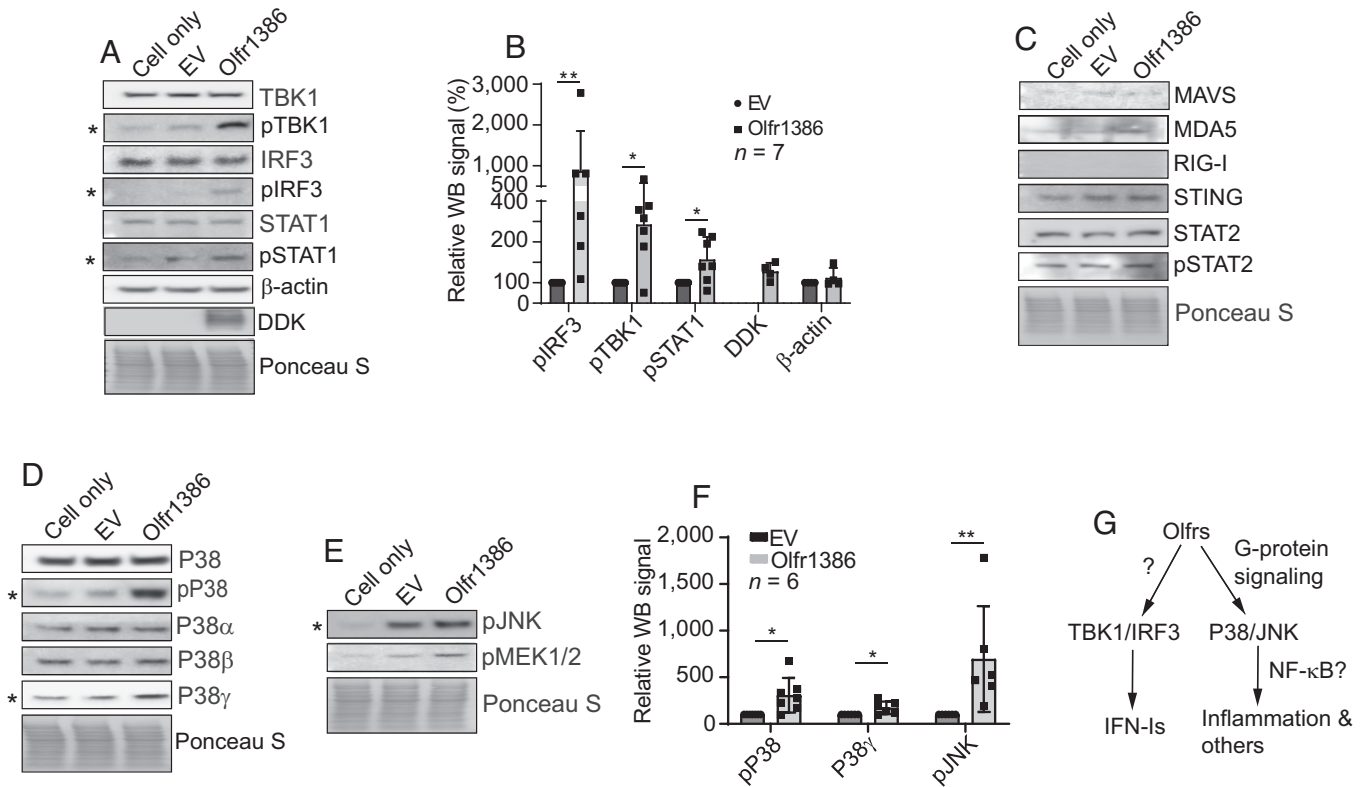 A
Cell only
EV
Olfr1386
TBK1
* pTBK1
IRF3
* pIRF3
STAT1
* pSTAT1
β-actin
DDK
Ponceau S
B
Relative WB signal (%)
3,000
2,000
1,000
500
400
200
100
0
**
*
*
EV
Olfr1386
n = 7
pIRF3
pTBK1
pSTAT1
DDK
β-actin
C
Cell only
EV
Olfr1386
MAVS
MDA5
RIG-I
STING
STAT2
pSTAT2
Ponceau S
D
Cell only
EV
Olfr1386
P38
* pP38
P38α
P38β
* P38γ
Ponceau S
E
Cell only
EV
Olfr1386
* pJNK
pMEK1/2
Ponceau S
F
Relative WB signal
2,000
1,500
1,000
500
0
EV
Olfr1386
n = 6
*
*
**
pP38
P38γ
pJNK
G
Olfrs
?
G-protein
signaling
TBK1/IRF3
P38/JNK
NF-κB?
IFN-Is
Inflammation &
others